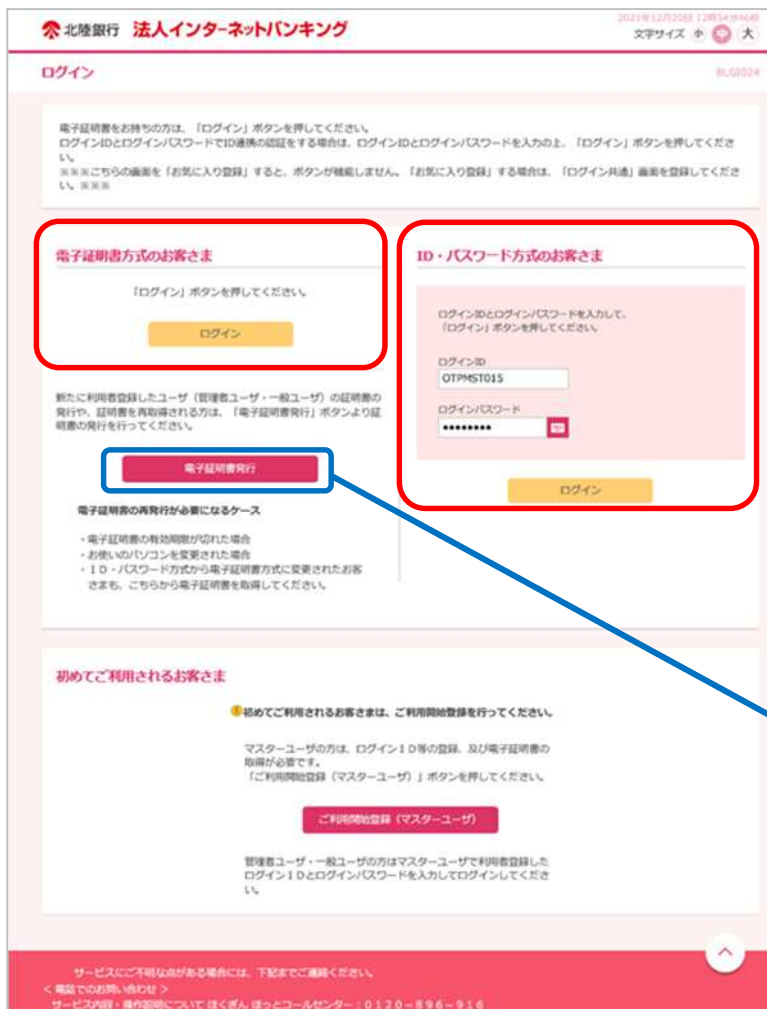 北陸銀行 法人インターネットバンキング
2021年12月20日 12時54分46秒
文字サイズ 小 中 大
ログイン
BLGI024
電子証明書をお持ちの方は、「ログイン」ボタンを押してください。
ログインIDとログインパスワードでID連携の認証をする場合は、ログインIDとログインパスワードを入力の上、「ログイン」ボタンを押してくださ
い。
※※※こちらの画面を「お気に入り登録」すると、ボタンが機能しません。「お気に入り登録」する場合は、「ログイン共通」画面を登録してくださ
い。※※※
電子証明書方式のお客さま
「ログイン」ボタンを押してください。
ログイン
新たに利用者登録したユーザ（管理者ユーザ・一般ユーザ）の証明書の
発行や、証明書を再取得される方は、「電子証明書発行」ボタンより証
明書の発行を行ってください。
電子証明書発行
電子証明書の再発行が必要になるケース
・電子証明書の有効期限が切れた場合
・お使いのパソコンを変更された場合
・ＩＤ・パスワード方式から電子証明書方式に変更されたお客
さまも、こちらから電子証明書を取得してください。
ID・パスワード方式のお客さま
ログインIDとログインパスワードを入力して、
「ログイン」ボタンを押してください。
ログインID
OTPMST015
ログインパスワード
••••••••
ログイン
初めてご利用されるお客さま
初めてご利用されるお客さまは、ご利用開始登録を行ってください。
マスターユーザの方は、ログインＩＤ等の登録、及び電子証明書の
取得が必要です。
「ご利用開始登録（マスターユーザ）」ボタンを押してください。
ご利用開始登録（マスターユーザ）
管理者ユーザ・一般ユーザの方はマスターユーザで利用者登録した
ログインＩＤとログインパスワードを入力してログインしてくださ
い。
サービスにご不明な点がある場合には、下記までご連絡ください。
＜ 電話でのお問い合わせ ＞
サービス内容・操作説明について ほくぎん ほっとコールセンター：０１２０－８９６－９１６